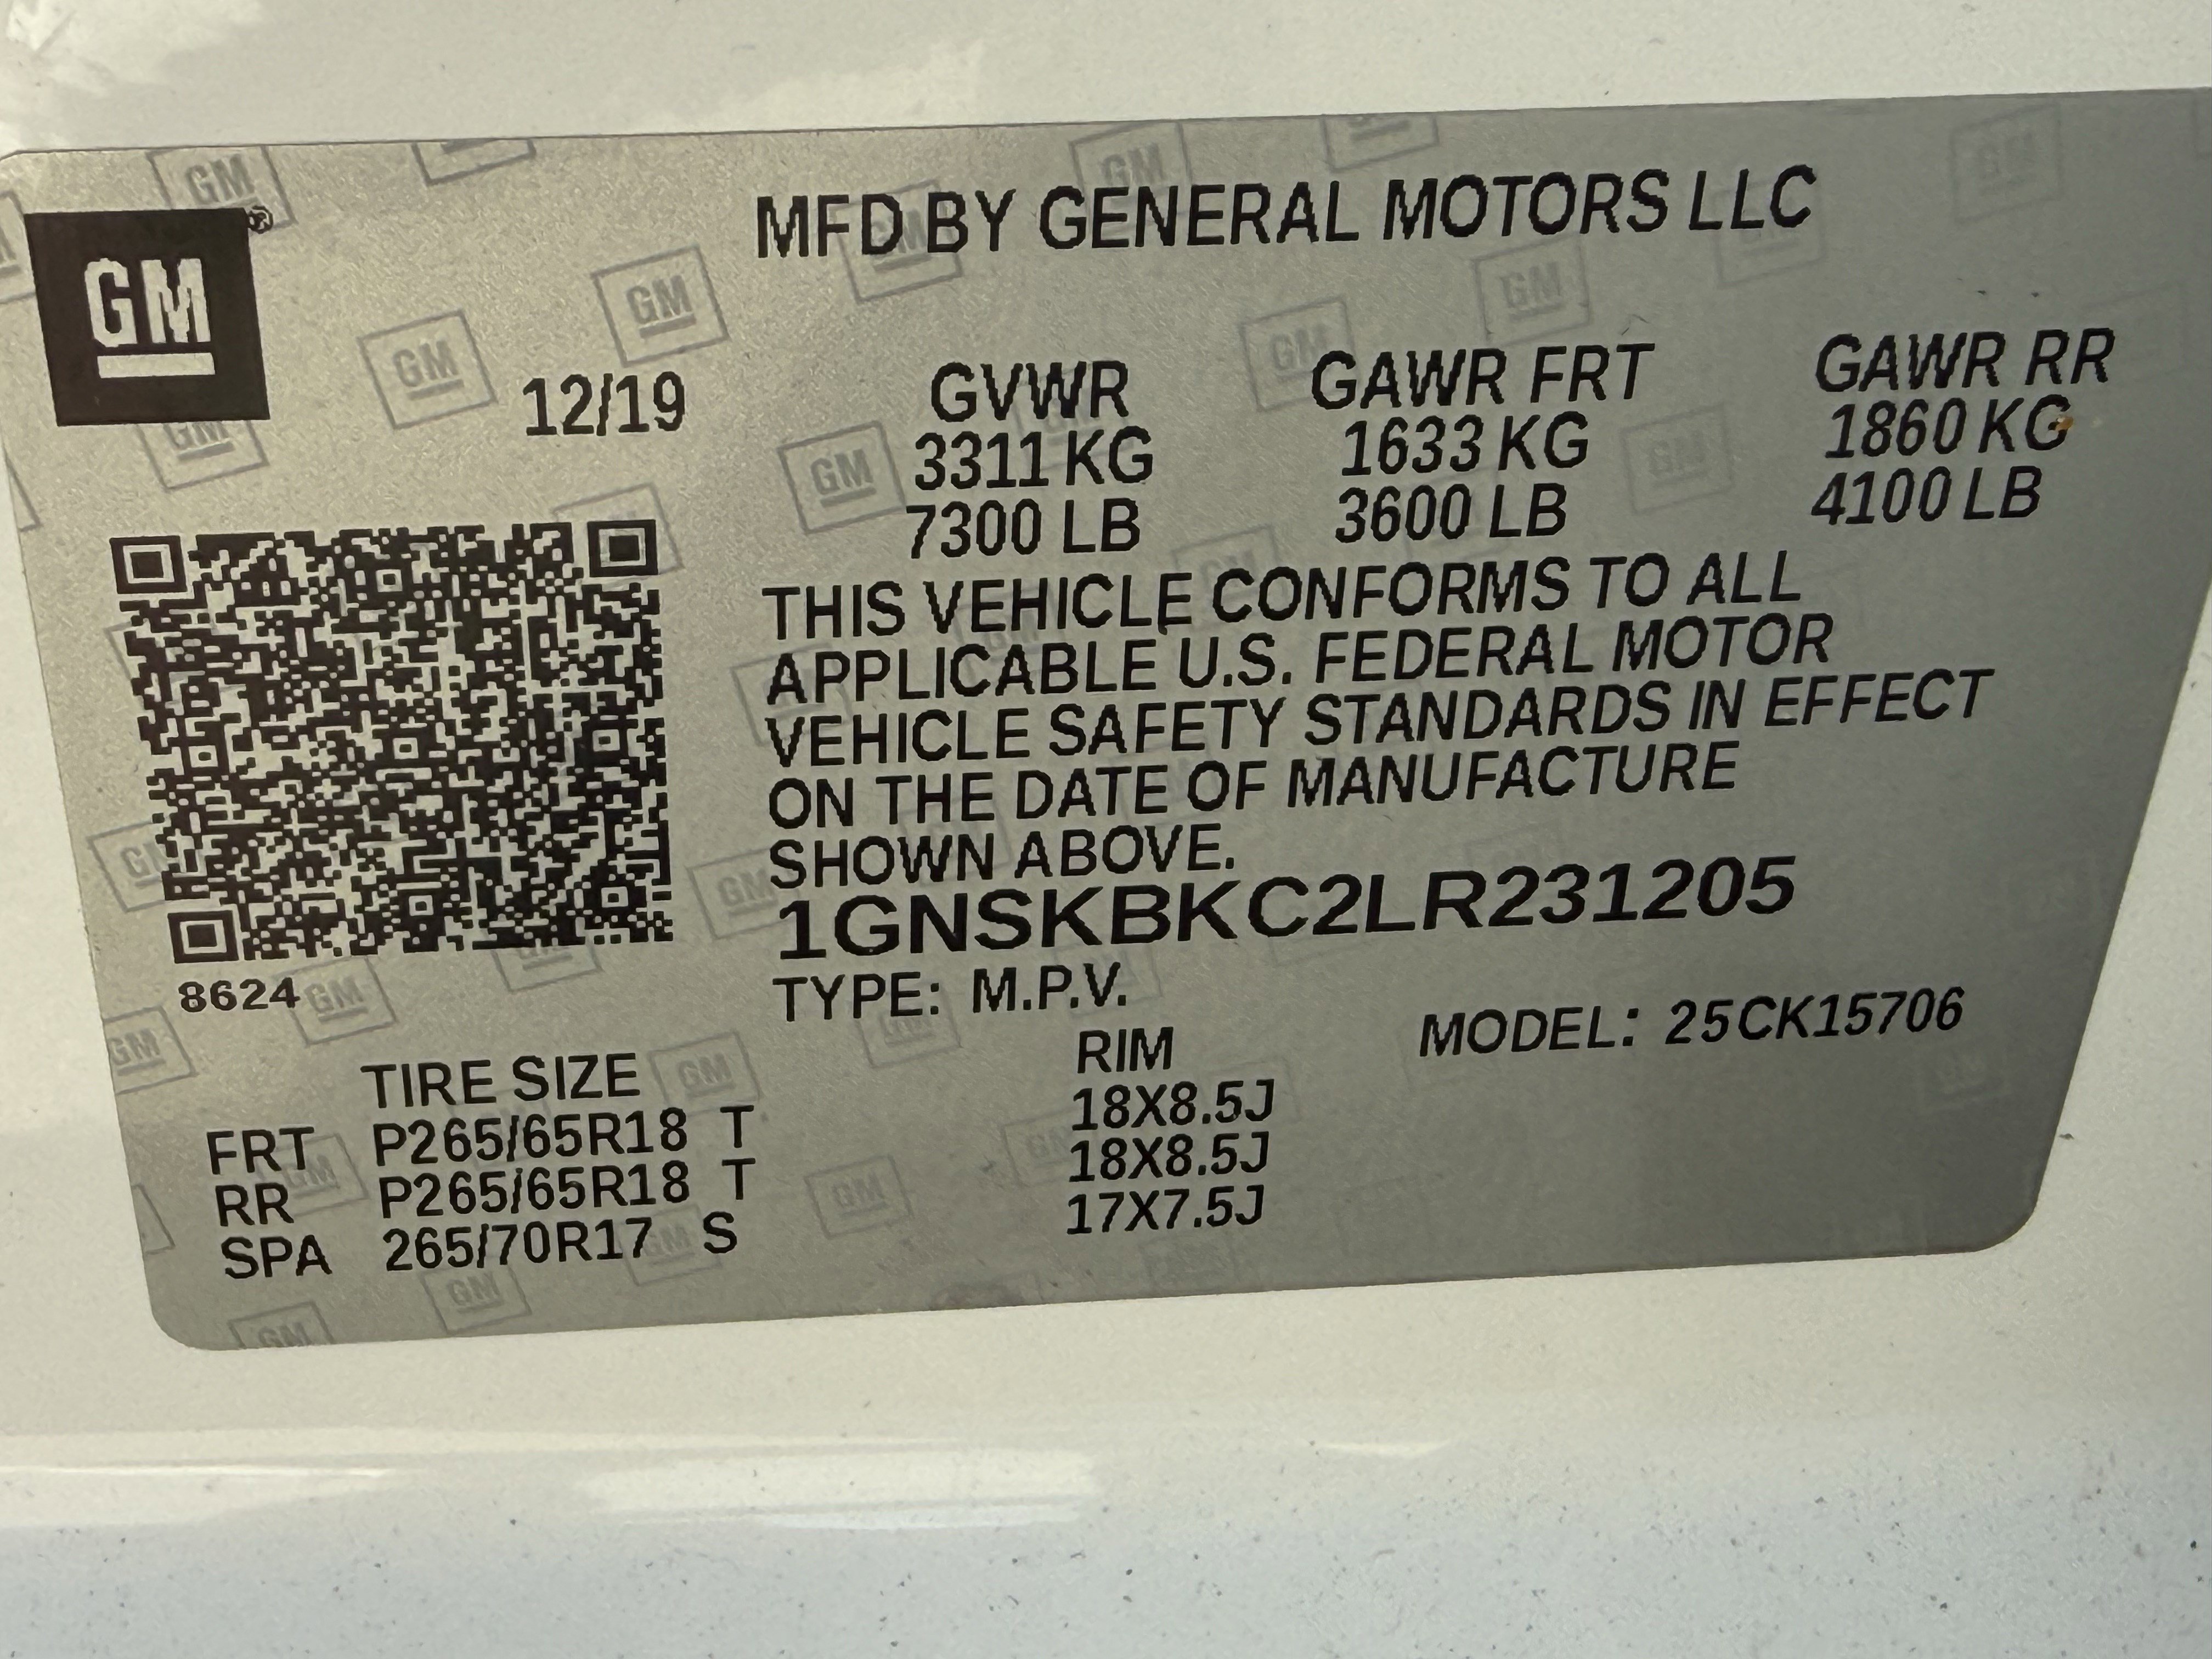 GM®
MFD BY GENERAL MOTORS LLC
12/19
GVWR GAWR FRT GAWR RR
3311 KG 1633 KG 1860 KG
7300 LB 3600 LB 4100 LB
THIS VEHICLE CONFORMS TO ALL
APPLICABLE U.S. FEDERAL MOTOR
VEHICLE SAFETY STANDARDS IN EFFECT
ON THE DATE OF MANUFACTURE
SHOWN ABOVE.
1GNSKBKC2LR231205
8624
TYPE: M.P.V. MODEL: 25CK15706
TIRE SIZE RIM
FRT P265/65R18 T 18X8.5J
RR P265/65R18 T 18X8.5J
SPA 265/70R17 S 17X7.5J